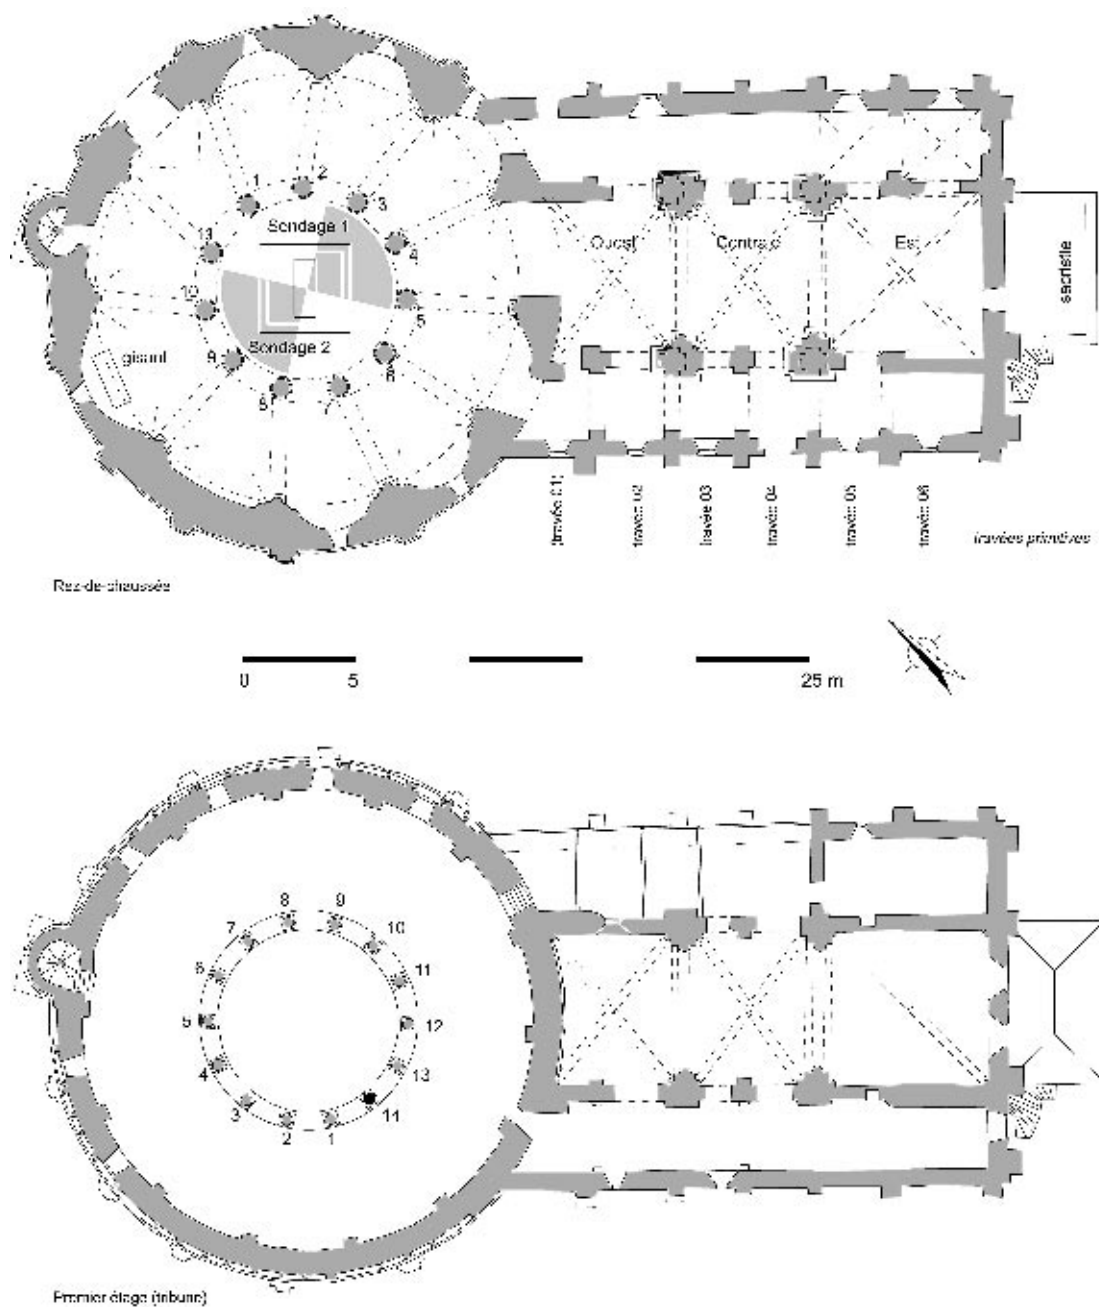 1
2
3
4
5
6
7
8
9
10
11
Sondage 1
Sondage 2
gisant
Ouest
Centrale
Est
sacristie
(travée 01)
travée 02
travée 03
travée 04
travée 05
travée 06
travées primitives
Rez-de-chaussée
0 5 25 m
8 9
7 10
6 11
5 12
4 13
3 11
2 1
Premier étage (tribune)